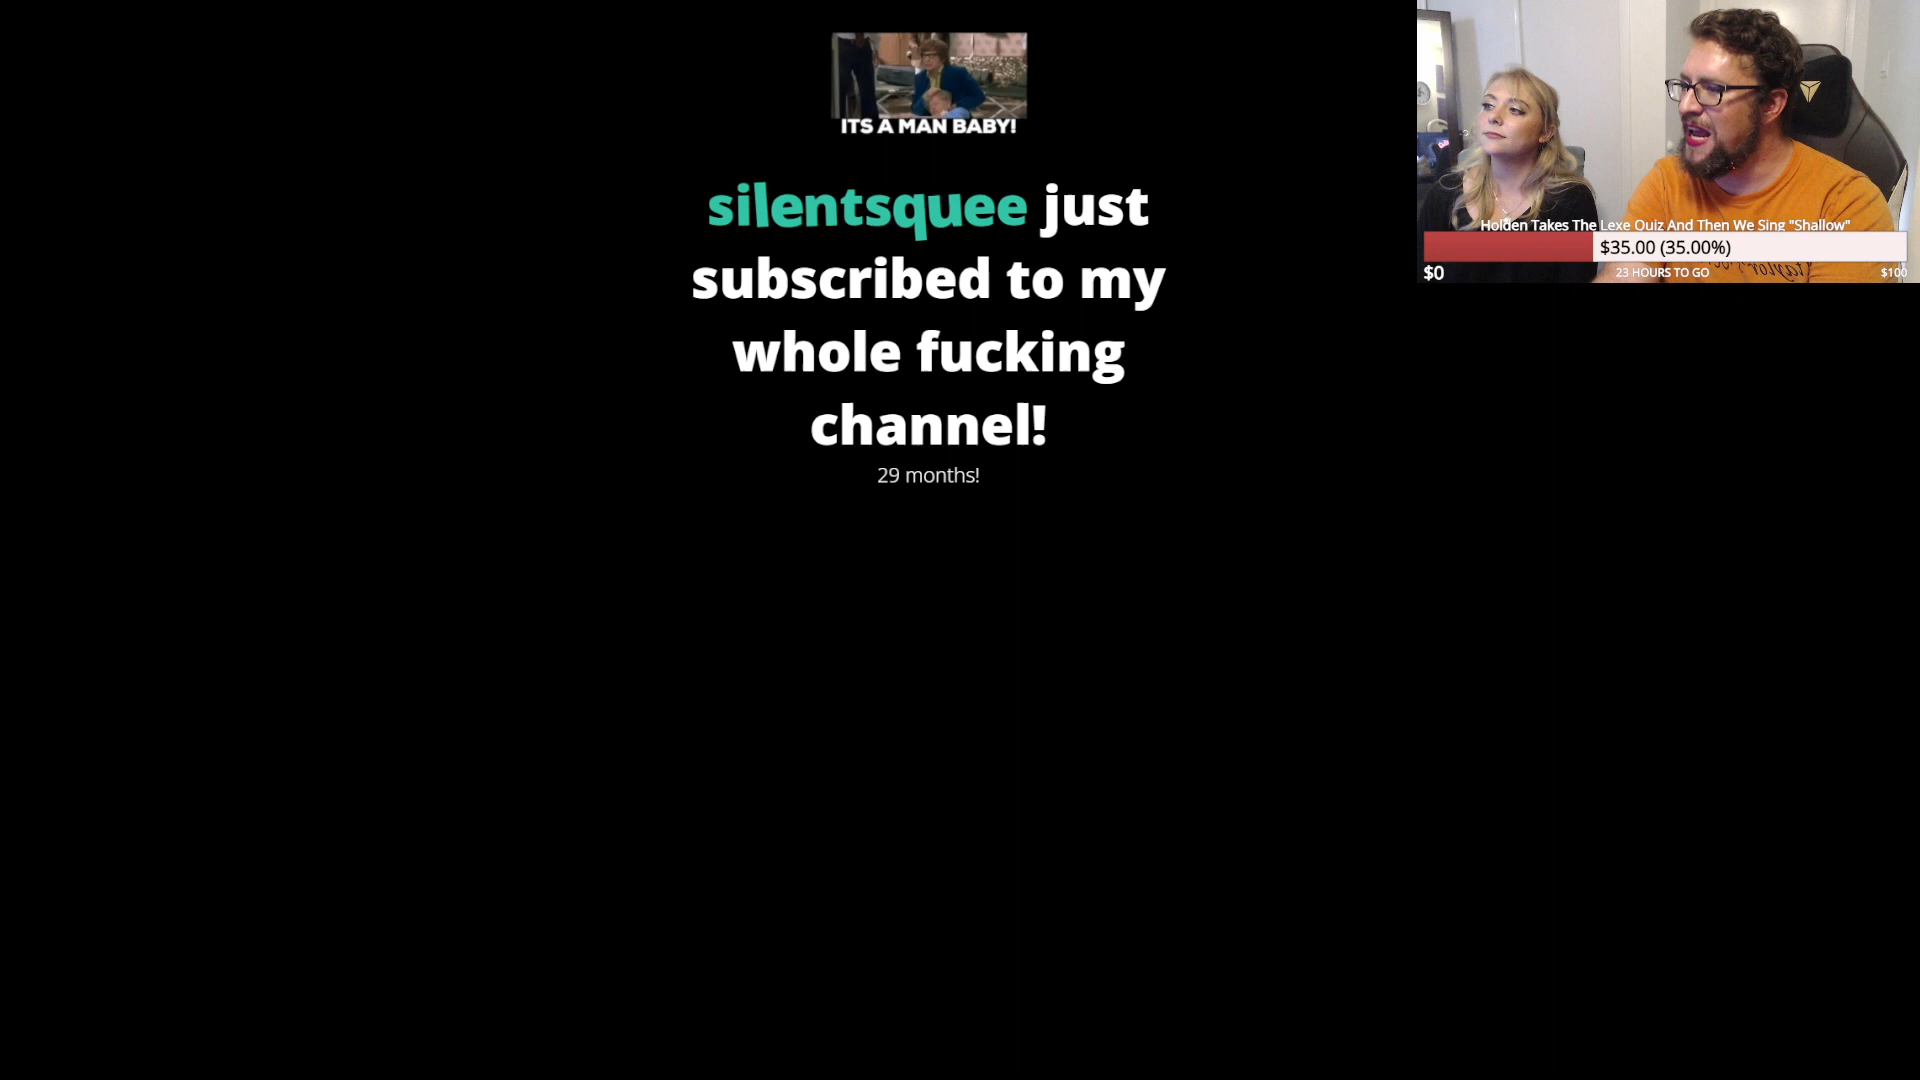 ITS A MAN BABY!
silentsquee just
subscribed to my
whole fucking
channel!
29 months!
Holden Takes The Lexe Quiz And Then We Sing "Shallow"
$35.00 (35.00%)
$0
23 HOURS TO GO
$100